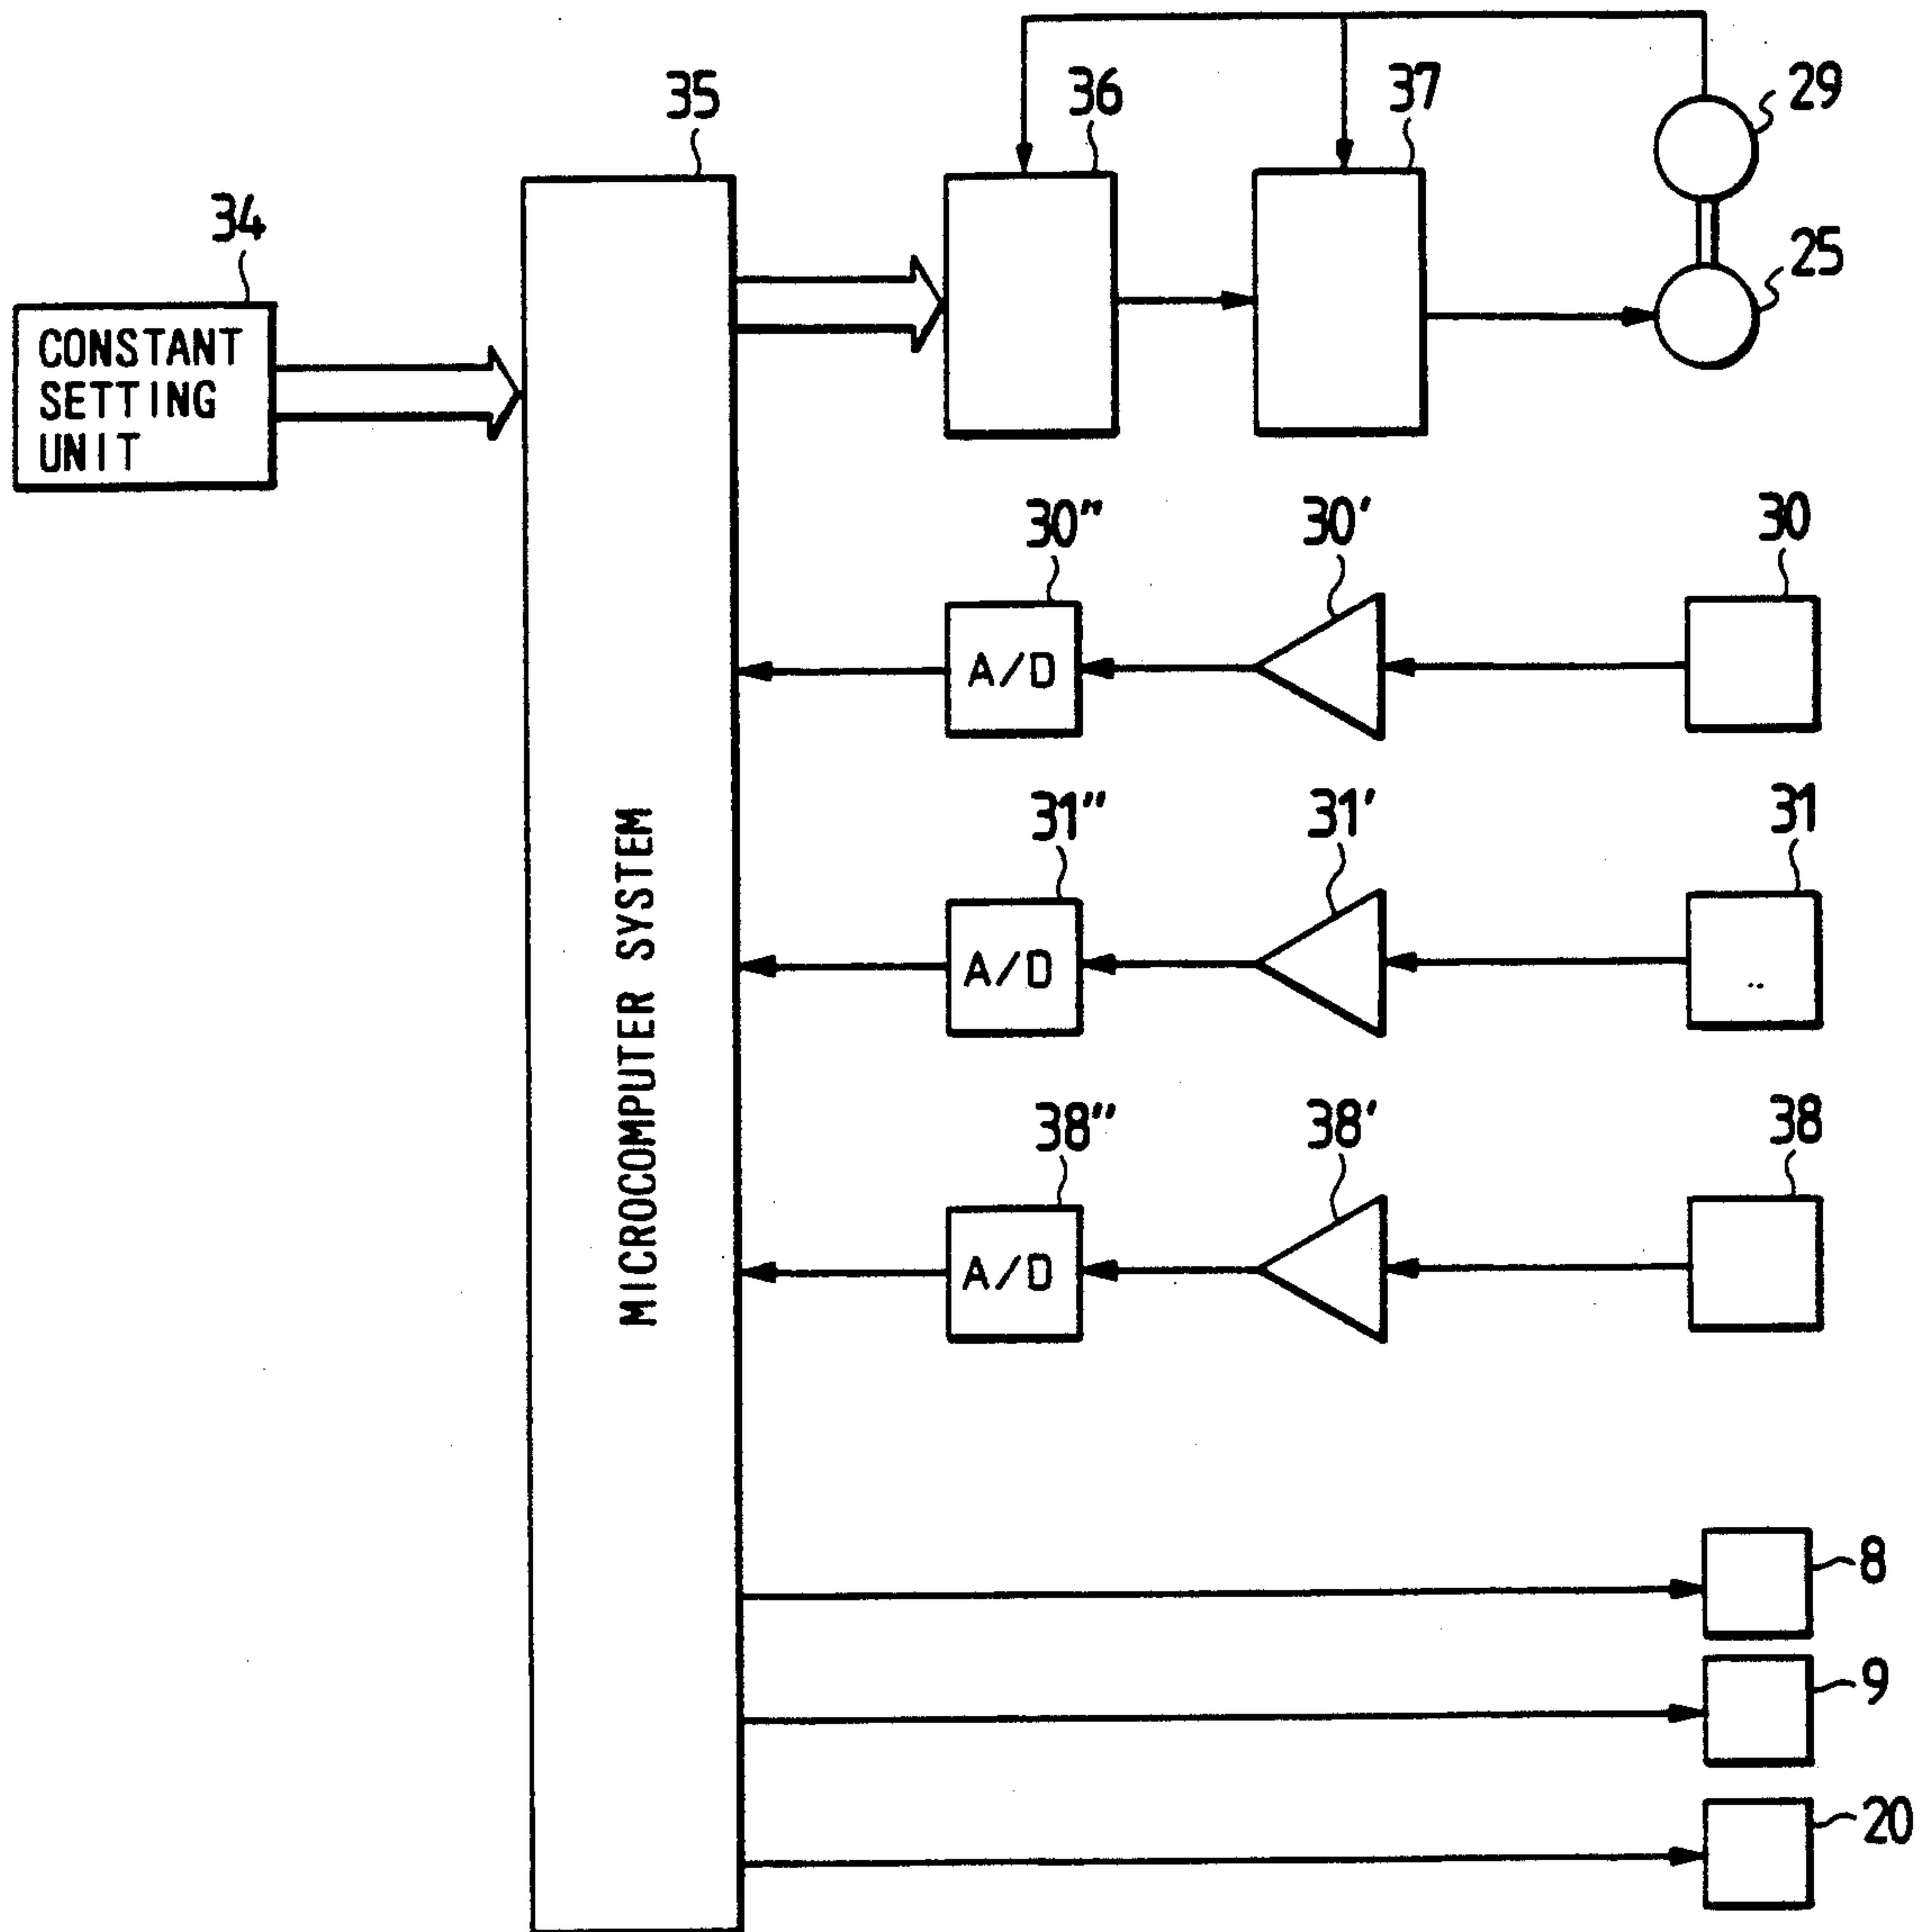 35
36
37
29
34
25
CONSTANT
SETTING
UNIT
30"
30'
30
A/D
31"
31'
31
A/D
MICROCOMPUTER SYSTEM
38"
38'
38
A/D
8
9
20